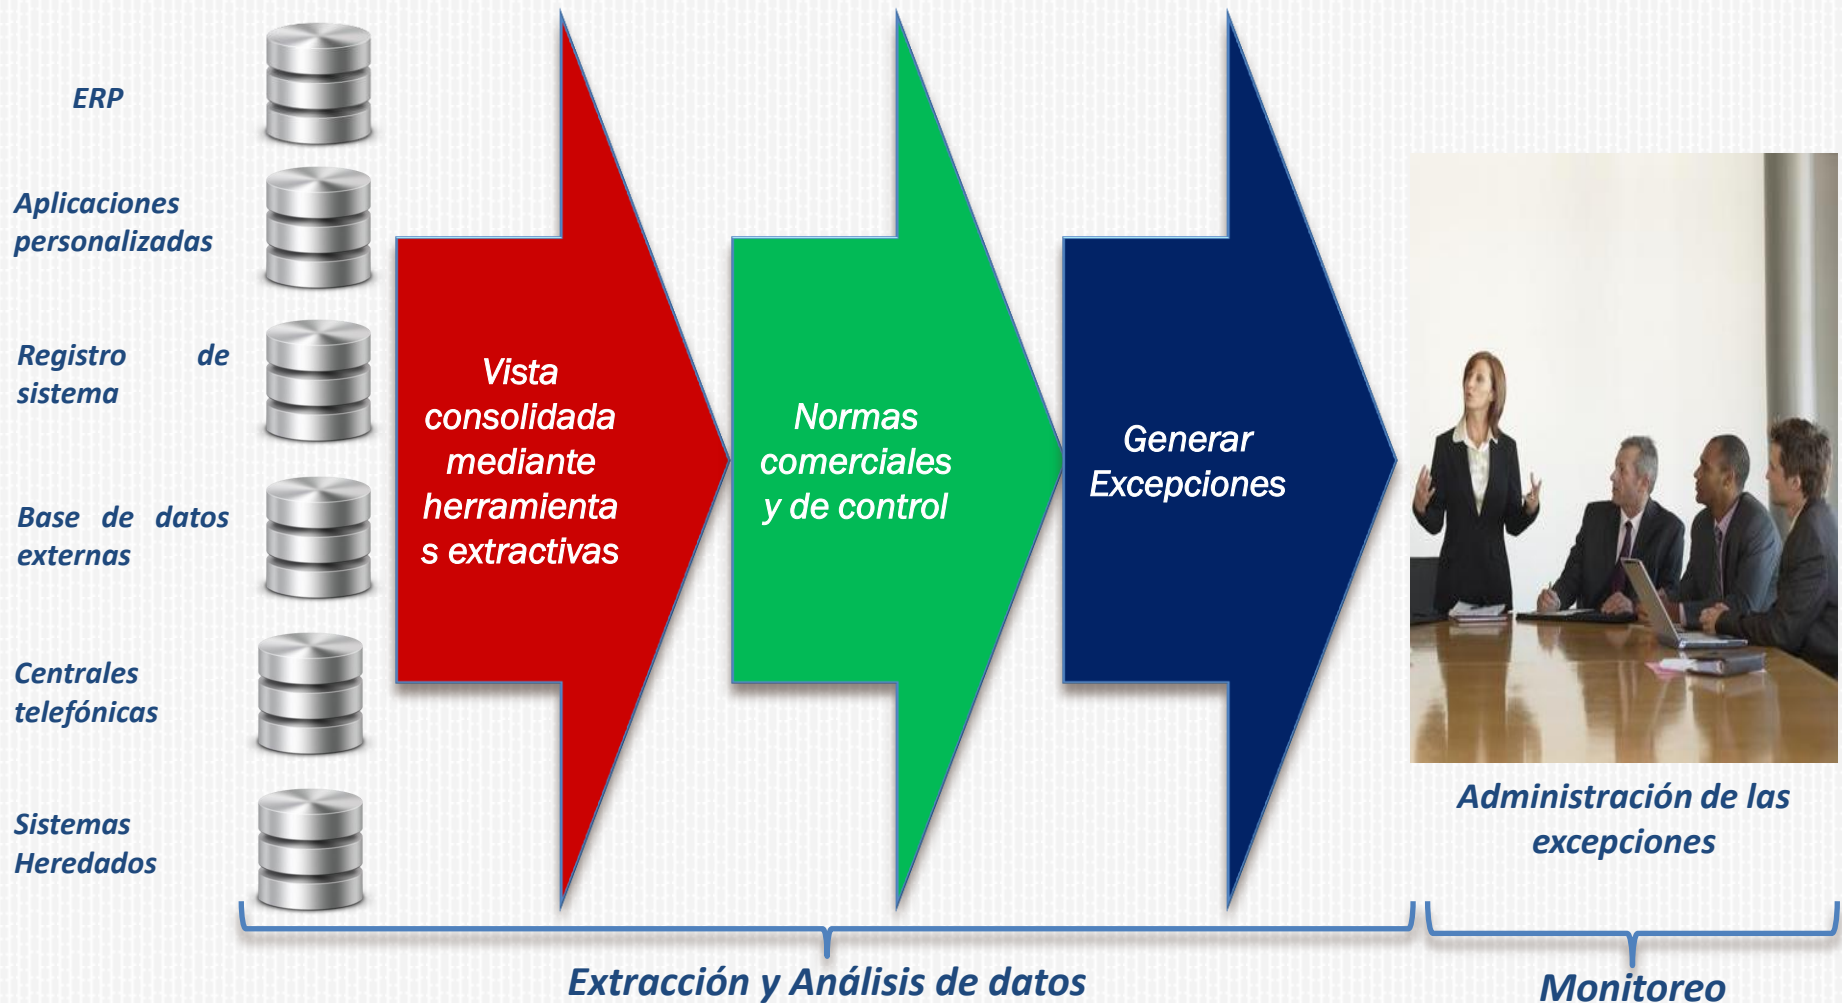 ERP
Aplicaciones
personalizadas
Registro de
sistema
Base de datos
externas
Centrales
telefónicas
Sistemas
Heredados
Vista
consolidada
mediante
herramienta
s extractivas
Normas
comerciales
y de control
Generar
Excepciones
Administración de las
excepciones
Extracción y Análisis de datos
Monitoreo